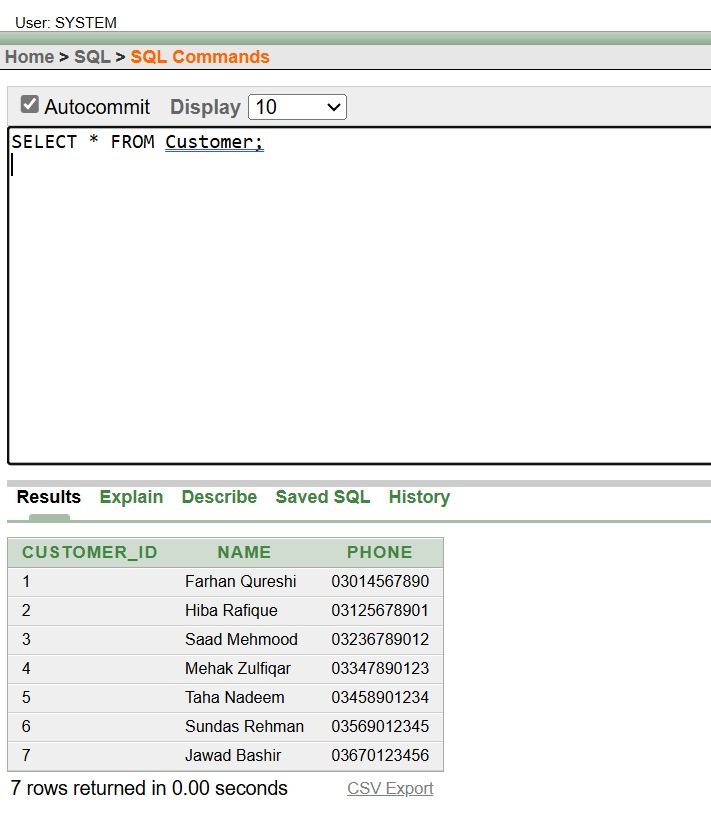 User: SYSTEM
Home > SQL > SQL Commands
Autocommit Display 10
SELECT * FROM Customer;
Results Explain Describe Saved SQL History
CUSTOMER_ID NAME PHONE
1 Farhan Qureshi 03014567890
2 Hiba Rafique 03125678901
3 Saad Mehmood 03236789012
4 Mehak Zulfiqar 03347890123
5 Taha Nadeem 03458901234
6 Sundas Rehman 03569012345
7 Jawad Bashir 03670123456
7 rows returned in 0.00 seconds CSV Export